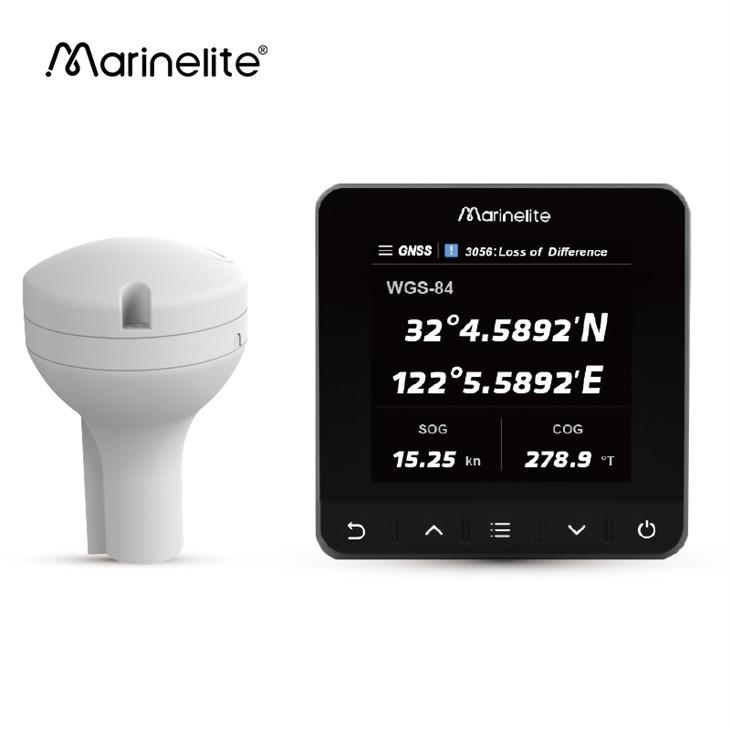 Marinelite®
Marinelite
GNSS ! 3056:Loss of Difference
WGS-84
32°4.5892'N
122°5.5892'E
SOG COG
15.25 kn 278.9 °T